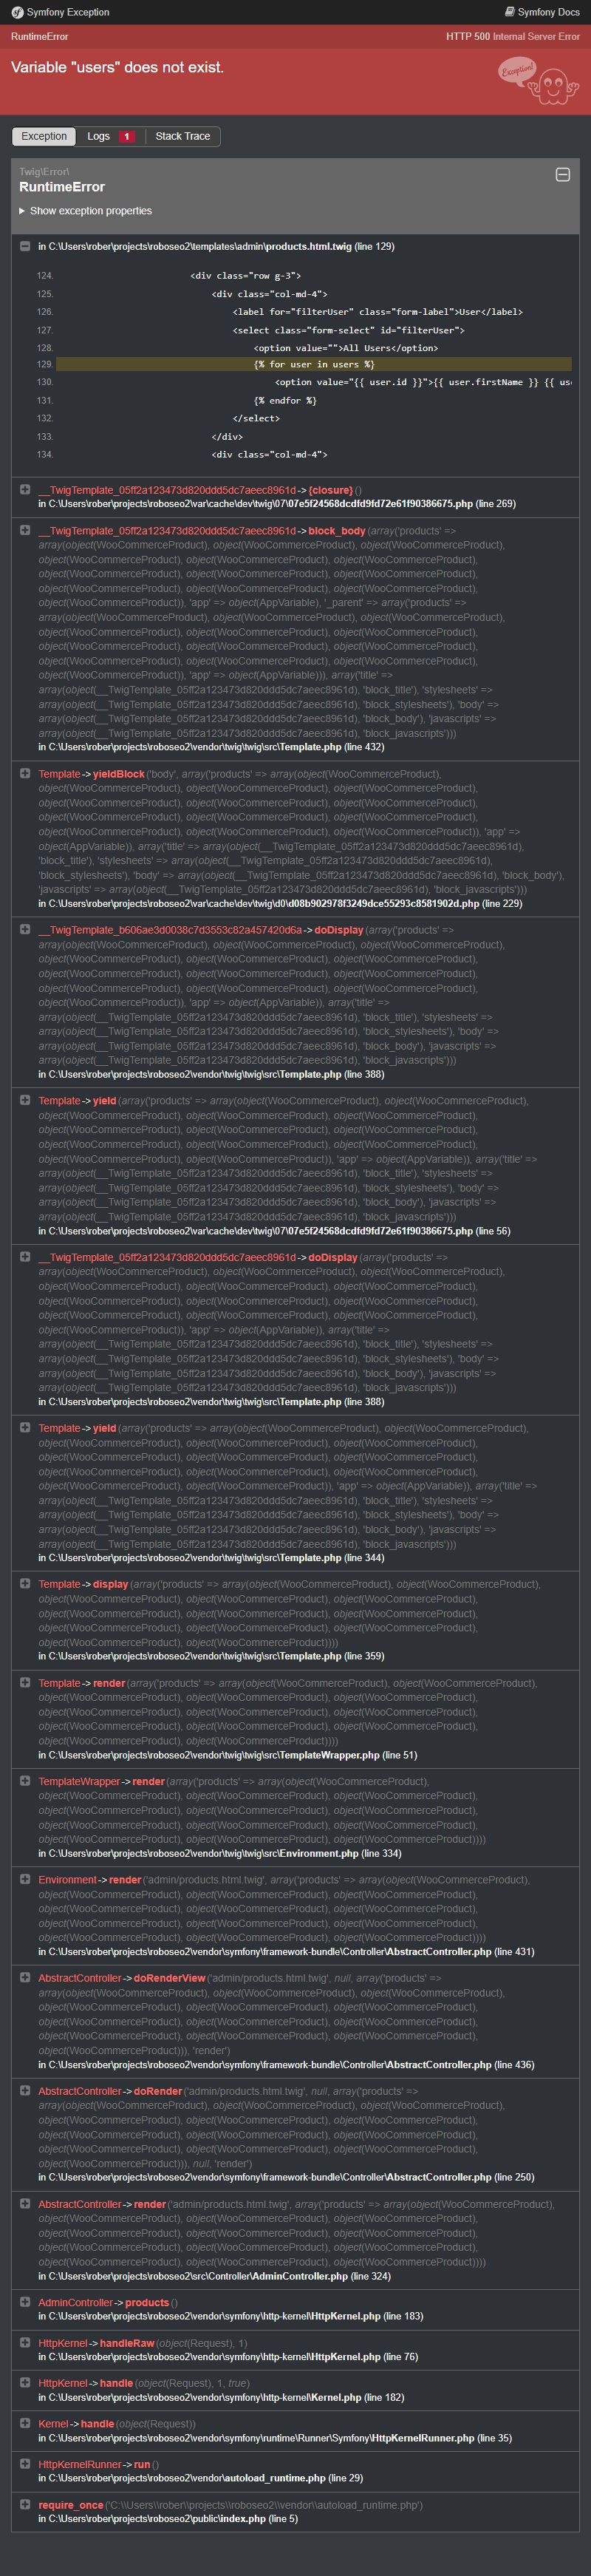 Symfony Exception
Symfony Docs
RuntimeError
HTTP 500 Internal Server Error
Variable "users" does not exist.
Exception!
Exception
Logs 1
Stack Trace
Twig\Error\
RuntimeError
Show exception properties
in C:\Users\rober\projects\roboseo2\templates\admin\products.html.twig (line 129)
124. <div class="row g-3">
125. <div class="col-md-4">
126. <label for="filterUser" class="form-label">User</label>
127. <select class="form-select" id="filterUser">
128. <option value="">All Users</option>
129. {% for user in users %}
130. <option value="{{ user.id }}">{{ user.firstName }} {{ use
131. {% endfor %}
132. </select>
133. </div>
134. <div class="col-md-4">
__TwigTemplate_05ff2a123473d820ddd5dc7aeec8961d->{closure}()
in C:\Users\rober\projects\roboseo2\var\cache\dev\twig\07\07e5f24568dcdfd9fd72e61f90386675.php (line 269)
__TwigTemplate_05ff2a123473d820ddd5dc7aeec8961d->block_body(array('products' =>
array(object(WooCommerceProduct), object(WooCommerceProduct), object(WooCommerceProduct),
object(WooCommerceProduct), object(WooCommerceProduct), object(WooCommerceProduct),
object(WooCommerceProduct), object(WooCommerceProduct), object(WooCommerceProduct),
object(WooCommerceProduct), object(WooCommerceProduct), object(WooCommerceProduct),
object(WooCommerceProduct)), 'app' => object(AppVariable), '_parent' => array('products' =>
array(object(WooCommerceProduct), object(WooCommerceProduct), object(WooCommerceProduct),
object(WooCommerceProduct), object(WooCommerceProduct), object(WooCommerceProduct),
object(WooCommerceProduct), object(WooCommerceProduct), object(WooCommerceProduct),
object(WooCommerceProduct), object(WooCommerceProduct), object(WooCommerceProduct),
object(WooCommerceProduct)), 'app' => object(AppVariable))), array('title' =>
array(object(__TwigTemplate_05ff2a123473d820ddd5dc7aeec8961d), 'block_title'), 'stylesheets' =>
array(object(__TwigTemplate_05ff2a123473d820ddd5dc7aeec8961d), 'block_stylesheets'), 'body' =>
array(object(__TwigTemplate_05ff2a123473d820ddd5dc7aeec8961d), 'block_body'), 'javascripts' =>
array(object(__TwigTemplate_05ff2a123473d820ddd5dc7aeec8961d), 'block_javascripts')))
in C:\Users\rober\projects\roboseo2\vendor\twig\twig\src\Template.php (line 432)
Template->yieldBlock('body', array('products' => array(object(WooCommerceProduct),
object(WooCommerceProduct), object(WooCommerceProduct), object(WooCommerceProduct),
object(WooCommerceProduct), object(WooCommerceProduct), object(WooCommerceProduct),
object(WooCommerceProduct), object(WooCommerceProduct), object(WooCommerceProduct),
object(WooCommerceProduct), object(WooCommerceProduct), object(WooCommerceProduct)), 'app' =>
object(AppVariable)), array('title' => array(object(__TwigTemplate_05ff2a123473d820ddd5dc7aeec8961d),
'block_title'), 'stylesheets' => array(object(__TwigTemplate_05ff2a123473d820ddd5dc7aeec8961d),
'block_stylesheets'), 'body' => array(object(__TwigTemplate_05ff2a123473d820ddd5dc7aeec8961d), 'block_body'),
'javascripts' => array(object(__TwigTemplate_05ff2a123473d820ddd5dc7aeec8961d), 'block_javascripts')))
in C:\Users\rober\projects\roboseo2\var\cache\dev\twig\d0\d08b902978f3249dce55293c8581902d.php (line 229)
__TwigTemplate_b606ae3d0038c7d3553c82a457420d6a->doDisplay(array('products' =>
array(object(WooCommerceProduct), object(WooCommerceProduct), object(WooCommerceProduct),
object(WooCommerceProduct), object(WooCommerceProduct), object(WooCommerceProduct),
object(WooCommerceProduct), object(WooCommerceProduct), object(WooCommerceProduct),
object(WooCommerceProduct), object(WooCommerceProduct), object(WooCommerceProduct),
object(WooCommerceProduct)), 'app' => object(AppVariable)), array('title' =>
array(object(__TwigTemplate_05ff2a123473d820ddd5dc7aeec8961d), 'block_title'), 'stylesheets' =>
array(object(__TwigTemplate_05ff2a123473d820ddd5dc7aeec8961d), 'block_stylesheets'), 'body' =>
array(object(__TwigTemplate_05ff2a123473d820ddd5dc7aeec8961d), 'block_body'), 'javascripts' =>
array(object(__TwigTemplate_05ff2a123473d820ddd5dc7aeec8961d), 'block_javascripts')))
in C:\Users\rober\projects\roboseo2\vendor\twig\twig\src\Template.php (line 388)
Template->yield(array('products' => array(object(WooCommerceProduct), object(WooCommerceProduct),
object(WooCommerceProduct), object(WooCommerceProduct), object(WooCommerceProduct),
object(WooCommerceProduct), object(WooCommerceProduct), object(WooCommerceProduct),
object(WooCommerceProduct), object(WooCommerceProduct), object(WooCommerceProduct),
object(WooCommerceProduct), object(WooCommerceProduct)), 'app' => object(AppVariable)), array('title' =>
array(object(__TwigTemplate_05ff2a123473d820ddd5dc7aeec8961d), 'block_title'), 'stylesheets' =>
array(object(__TwigTemplate_05ff2a123473d820ddd5dc7aeec8961d), 'block_stylesheets'), 'body' =>
array(object(__TwigTemplate_05ff2a123473d820ddd5dc7aeec8961d), 'block_body'), 'javascripts' =>
array(object(__TwigTemplate_05ff2a123473d820ddd5dc7aeec8961d), 'block_javascripts')))
in C:\Users\rober\projects\roboseo2\var\cache\dev\twig\07\07e5f24568dcdfd9fd72e61f90386675.php (line 56)
__TwigTemplate_05ff2a123473d820ddd5dc7aeec8961d->doDisplay(array('products' =>
array(object(WooCommerceProduct), object(WooCommerceProduct), object(WooCommerceProduct),
object(WooCommerceProduct), object(WooCommerceProduct), object(WooCommerceProduct),
object(WooCommerceProduct), object(WooCommerceProduct), object(WooCommerceProduct),
object(WooCommerceProduct), object(WooCommerceProduct), object(WooCommerceProduct),
object(WooCommerceProduct)), 'app' => object(AppVariable)), array('title' =>
array(object(__TwigTemplate_05ff2a123473d820ddd5dc7aeec8961d), 'block_title'), 'stylesheets' =>
array(object(__TwigTemplate_05ff2a123473d820ddd5dc7aeec8961d), 'block_stylesheets'), 'body' =>
array(object(__TwigTemplate_05ff2a123473d820ddd5dc7aeec8961d), 'block_body'), 'javascripts' =>
array(object(__TwigTemplate_05ff2a123473d820ddd5dc7aeec8961d), 'block_javascripts')))
in C:\Users\rober\projects\roboseo2\vendor\twig\twig\src\Template.php (line 388)
Template->yield(array('products' => array(object(WooCommerceProduct), object(WooCommerceProduct),
object(WooCommerceProduct), object(WooCommerceProduct), object(WooCommerceProduct),
object(WooCommerceProduct), object(WooCommerceProduct), object(WooCommerceProduct),
object(WooCommerceProduct), object(WooCommerceProduct), object(WooCommerceProduct),
object(WooCommerceProduct), object(WooCommerceProduct)), 'app' => object(AppVariable)), array('title' =>
array(object(__TwigTemplate_05ff2a123473d820ddd5dc7aeec8961d), 'block_title'), 'stylesheets' =>
array(object(__TwigTemplate_05ff2a123473d820ddd5dc7aeec8961d), 'block_stylesheets'), 'body' =>
array(object(__TwigTemplate_05ff2a123473d820ddd5dc7aeec8961d), 'block_body'), 'javascripts' =>
array(object(__TwigTemplate_05ff2a123473d820ddd5dc7aeec8961d), 'block_javascripts')))
in C:\Users\rober\projects\roboseo2\vendor\twig\twig\src\Template.php (line 344)
Template->display(array('products' => array(object(WooCommerceProduct), object(WooCommerceProduct),
object(WooCommerceProduct), object(WooCommerceProduct), object(WooCommerceProduct),
object(WooCommerceProduct), object(WooCommerceProduct), object(WooCommerceProduct),
object(WooCommerceProduct), object(WooCommerceProduct), object(WooCommerceProduct),
object(WooCommerceProduct), object(WooCommerceProduct))))
in C:\Users\rober\projects\roboseo2\vendor\twig\twig\src\Template.php (line 359)
Template->render(array('products' => array(object(WooCommerceProduct), object(WooCommerceProduct),
object(WooCommerceProduct), object(WooCommerceProduct), object(WooCommerceProduct),
object(WooCommerceProduct), object(WooCommerceProduct), object(WooCommerceProduct),
object(WooCommerceProduct), object(WooCommerceProduct), object(WooCommerceProduct),
object(WooCommerceProduct), object(WooCommerceProduct))))
in C:\Users\rober\projects\roboseo2\vendor\twig\twig\src\TemplateWrapper.php (line 51)
TemplateWrapper->render(array('products' => array(object(WooCommerceProduct),
object(WooCommerceProduct), object(WooCommerceProduct), object(WooCommerceProduct),
object(WooCommerceProduct), object(WooCommerceProduct), object(WooCommerceProduct),
object(WooCommerceProduct), object(WooCommerceProduct), object(WooCommerceProduct),
object(WooCommerceProduct), object(WooCommerceProduct), object(WooCommerceProduct))))
in C:\Users\rober\projects\roboseo2\vendor\twig\twig\src\Environment.php (line 334)
Environment->render('admin/products.html.twig', array('products' => array(object(WooCommerceProduct),
object(WooCommerceProduct), object(WooCommerceProduct), object(WooCommerceProduct),
object(WooCommerceProduct), object(WooCommerceProduct), object(WooCommerceProduct),
object(WooCommerceProduct), object(WooCommerceProduct), object(WooCommerceProduct),
object(WooCommerceProduct), object(WooCommerceProduct), object(WooCommerceProduct))))
in C:\Users\rober\projects\roboseo2\vendor\symfony\framework-bundle\Controller\AbstractController.php (line 431)
AbstractController->doRenderView('admin/products.html.twig', null, array('products' =>
array(object(WooCommerceProduct), object(WooCommerceProduct), object(WooCommerceProduct),
object(WooCommerceProduct), object(WooCommerceProduct), object(WooCommerceProduct),
object(WooCommerceProduct), object(WooCommerceProduct), object(WooCommerceProduct),
object(WooCommerceProduct), object(WooCommerceProduct), object(WooCommerceProduct),
object(WooCommerceProduct))), 'render')
in C:\Users\rober\projects\roboseo2\vendor\symfony\framework-bundle\Controller\AbstractController.php (line 436)
AbstractController->doRender('admin/products.html.twig', null, array('products' =>
array(object(WooCommerceProduct), object(WooCommerceProduct), object(WooCommerceProduct),
object(WooCommerceProduct), object(WooCommerceProduct), object(WooCommerceProduct),
object(WooCommerceProduct), object(WooCommerceProduct), object(WooCommerceProduct),
object(WooCommerceProduct), object(WooCommerceProduct), object(WooCommerceProduct),
object(WooCommerceProduct))), null, 'render')
in C:\Users\rober\projects\roboseo2\vendor\symfony\framework-bundle\Controller\AbstractController.php (line 250)
AbstractController->render('admin/products.html.twig', array('products' => array(object(WooCommerceProduct),
object(WooCommerceProduct), object(WooCommerceProduct), object(WooCommerceProduct),
object(WooCommerceProduct), object(WooCommerceProduct), object(WooCommerceProduct),
object(WooCommerceProduct), object(WooCommerceProduct), object(WooCommerceProduct),
object(WooCommerceProduct), object(WooCommerceProduct), object(WooCommerceProduct))))
in C:\Users\rober\projects\roboseo2\src\Controller\AdminController.php (line 324)
AdminController->products()
in C:\Users\rober\projects\roboseo2\vendor\symfony\http-kernel\HttpKernel.php (line 183)
HttpKernel->handleRaw(object(Request), 1)
in C:\Users\rober\projects\roboseo2\vendor\symfony\http-kernel\HttpKernel.php (line 76)
HttpKernel->handle(object(Request), 1, true)
in C:\Users\rober\projects\roboseo2\vendor\symfony\http-kernel\Kernel.php (line 182)
Kernel->handle(object(Request))
in C:\Users\rober\projects\roboseo2\vendor\symfony\runtime\Runner\Symfony\HttpKernelRunner.php (line 35)
HttpKernelRunner->run()
in C:\Users\rober\projects\roboseo2\vendor\autoload_runtime.php (line 29)
require_once('C:\\Users\\rober\\projects\\roboseo2\\vendor\\autoload_runtime.php')
in C:\Users\rober\projects\roboseo2\public\index.php (line 5)